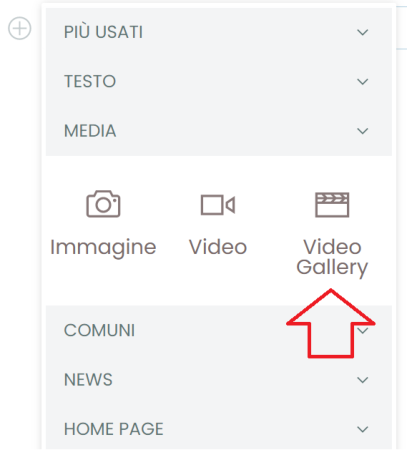 PIÙ USATI
TESTO
MEDIA
Immagine Video Video Gallery
COMUNI
NEWS
HOME PAGE